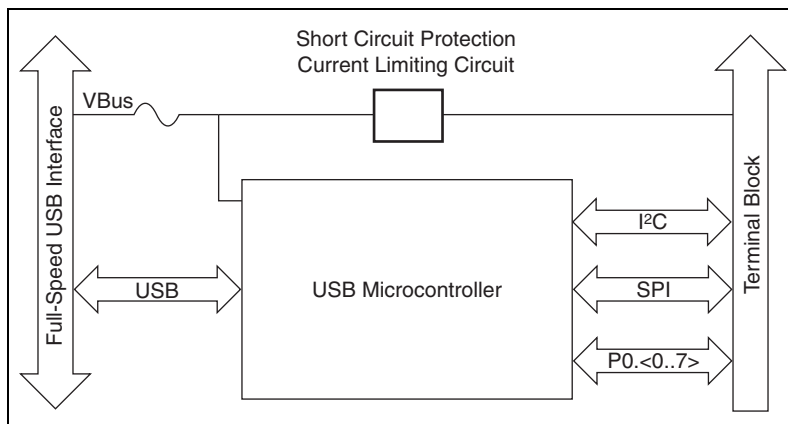 Short Circuit Protection
Current Limiting Circuit
VBus
Full-Speed USB Interface
USB
USB Microcontroller
I²C
SPI
P0.<0..7>
Terminal Block